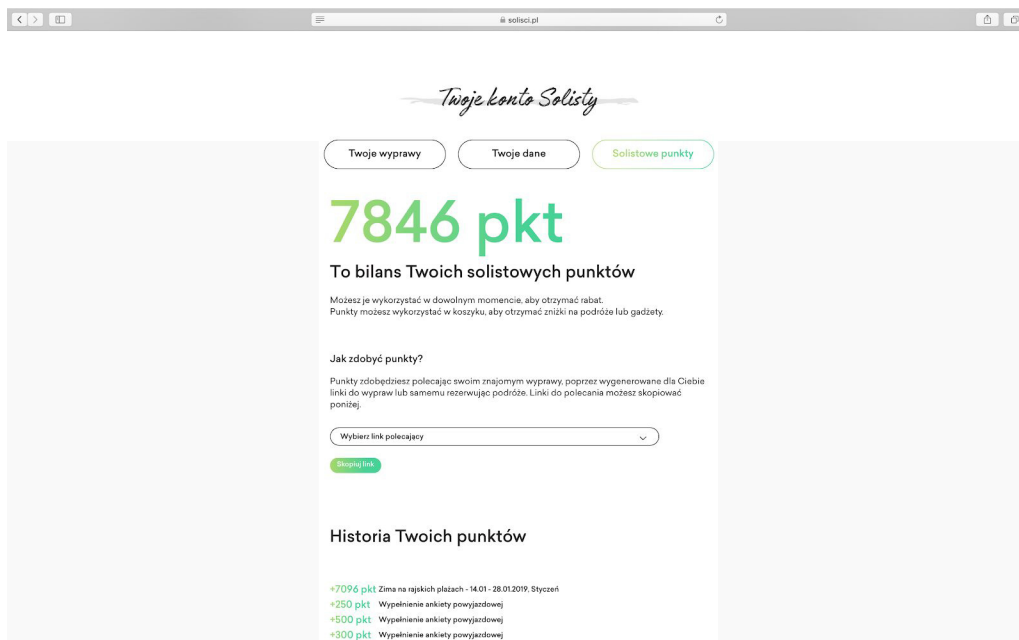 solisci.pl
Twoje konto Solisty
Twoje wyprawy
Twoje dane
Solistowe punkty
7846 pkt
To bilans Twoich solistowych punktów
Możesz je wykorzystać w dowolnym momencie, aby otrzymać rabat.
Punkty możesz wykorzystać w koszyku, aby otrzymać zniżki na podróże lub gadżety.
Jak zdobyć punkty?
Punkty zdobędziesz polecając swoim znajomym wyprawy, poprzez wygenerowane dla Ciebie
linki do wypraw lub samemu rezerwując podróże. Linki do polecania możesz skopiować
poniżej.
Wybierz link polecający
Skopiuj link
Historia Twoich punktów
+7096 pkt Zima na rajskich plażach - 14.01 - 28.01.2019, Styczeń
+250 pkt Wypełnienie ankiety powyjazdowej
+500 pkt Wypełnienie ankiety powyjazdowej
+300 pkt Wypełnienie ankiety powyjazdowej